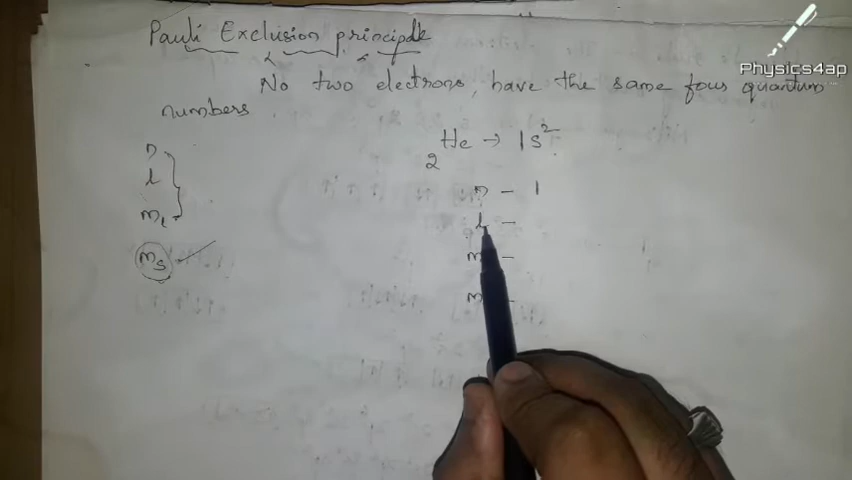 Pauli Exclusion principle
Physics4ap
No two electrons, have the same four quantum
numbers
n
l
ml
ms
2He → 1s2
n – 1
l –
m –
m –